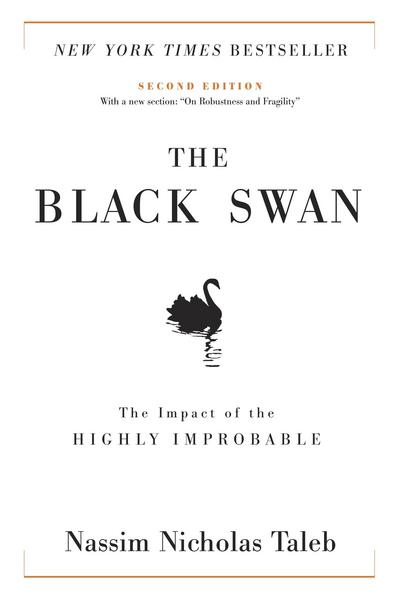 NEW YORK TIMES BESTSELLER
SECOND EDITION
With a new section: “On Robustness and Fragility”
THE
BLACK SWAN
The Impact of the
HIGHLY IMPROBABLE
Nassim Nicholas Taleb